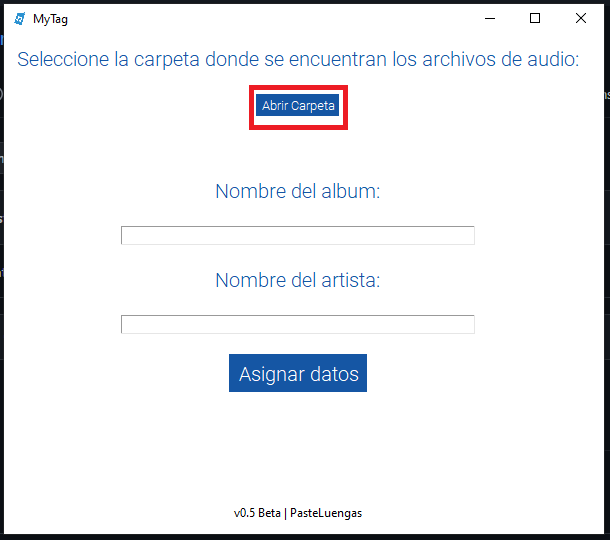 MyTag
Seleccione la carpeta donde se encuentran los archivos de audio:
Abrir Carpeta
Nombre del album:
Nombre del artista:
Asignar datos
v0.5 Beta | PasteLuengas